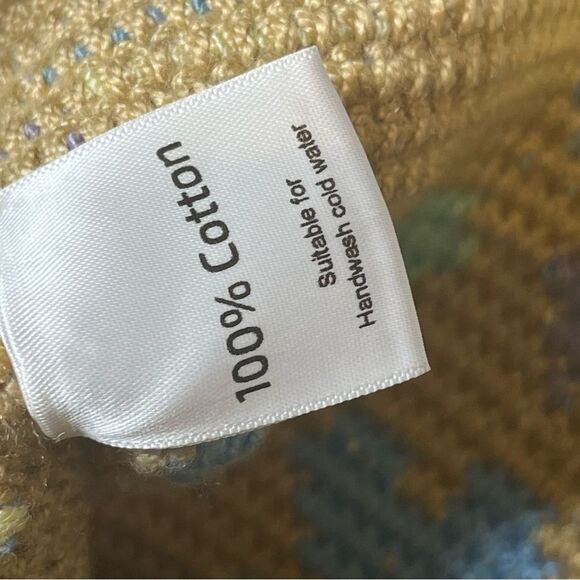 100% Cotton
Suitable for
Handwash cold water